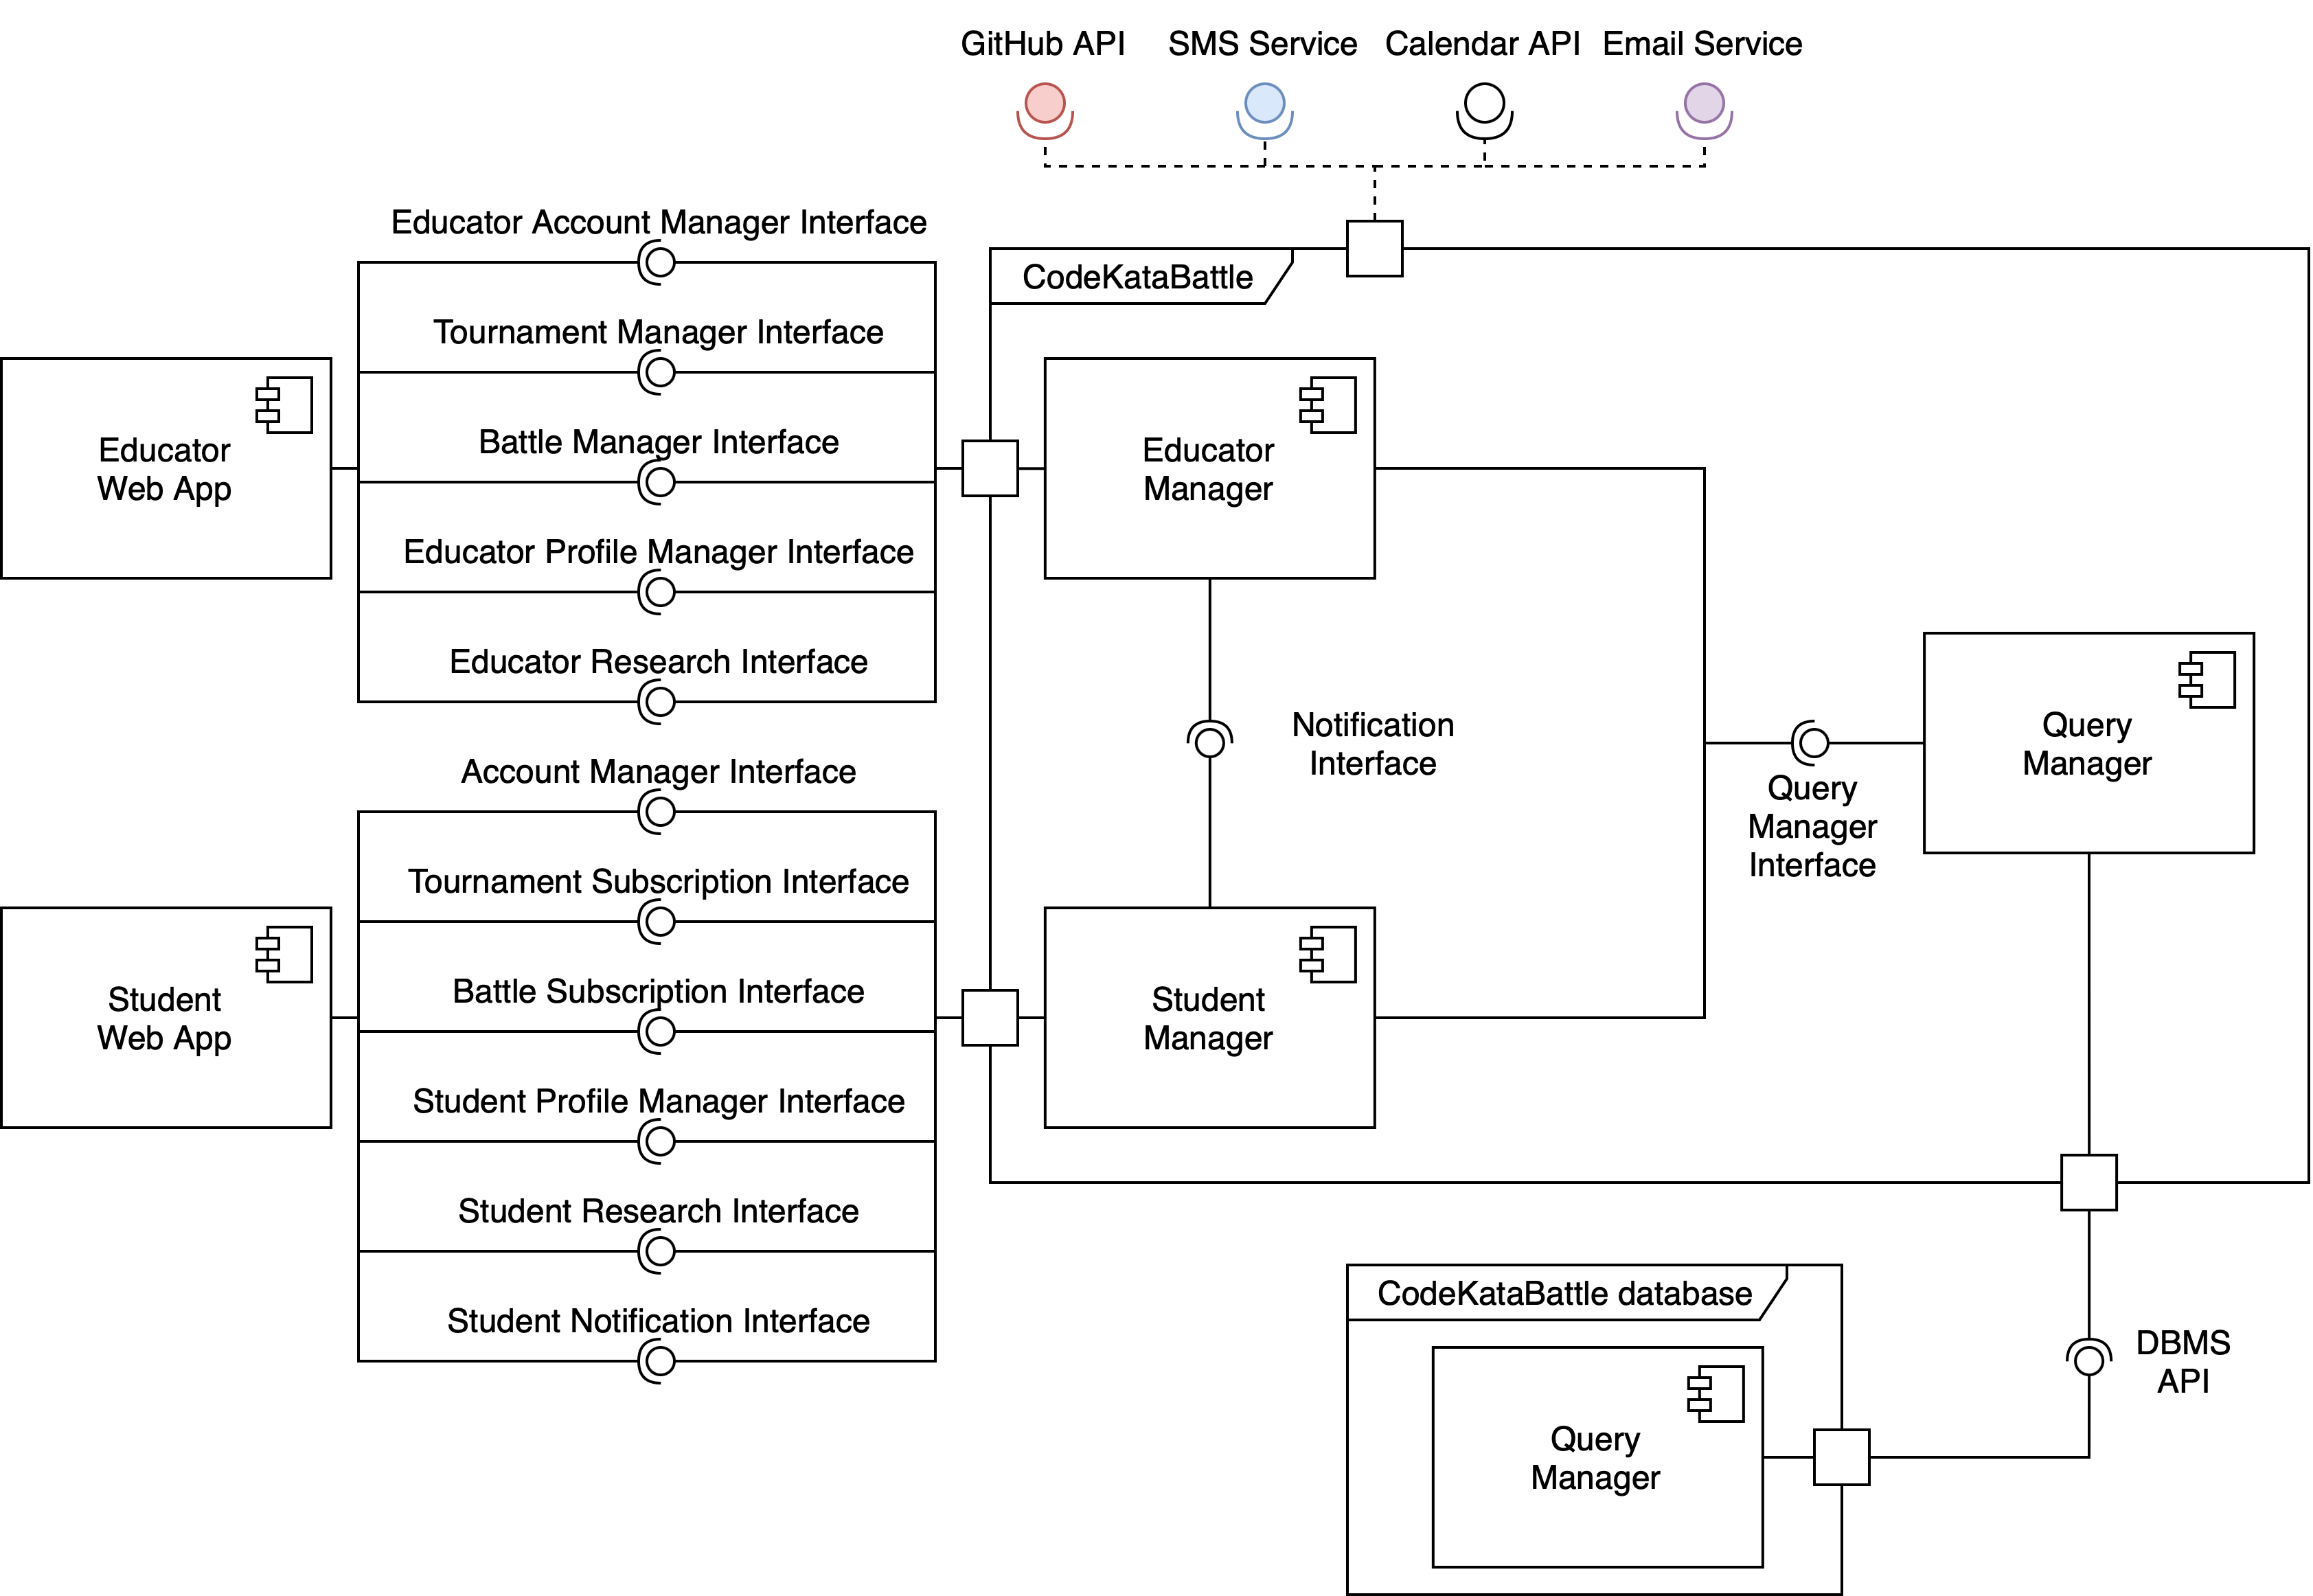 GitHub API
SMS Service
Calendar API
Email Service
Educator Account Manager Interface
Tournament Manager Interface
Battle Manager Interface
Educator Profile Manager Interface
Educator Research Interface
Educator
Web App
CodeKataBattle
Educator
Manager
Notification
Interface
Query
Manager
Interface
Query
Manager
Account Manager Interface
Tournament Subscription Interface
Battle Subscription Interface
Student Profile Manager Interface
Student Research Interface
Student Notification Interface
Student
Web App
Student
Manager
CodeKataBattle database
Query
Manager
DBMS
API